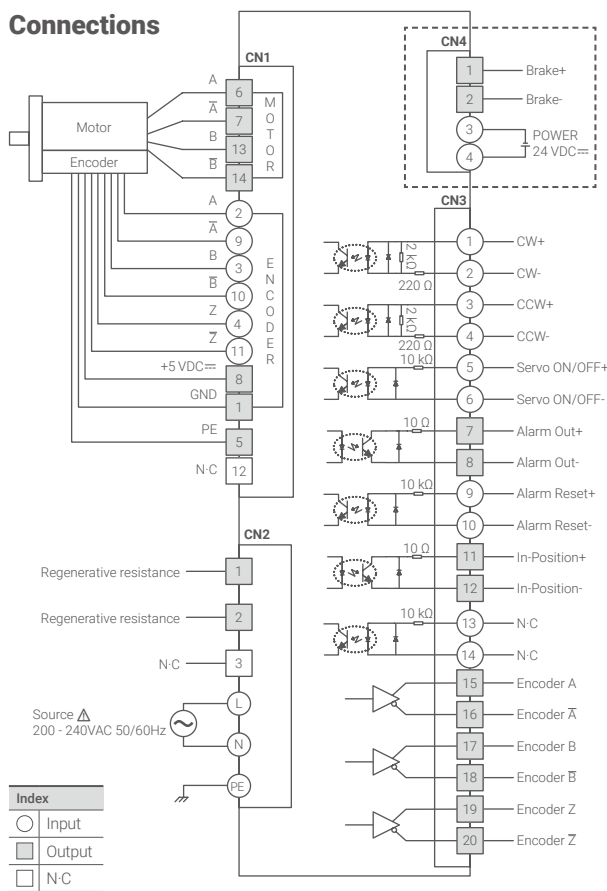 Connections
CN1
Motor
Encoder
A
6
A̅
7
B
13
B̅
14
MOTOR
A
2
A̅
9
B
3
B̅
10
Z
4
Z̅
11
+5 VDC⎓
8
GND
1
ENCODER
PE
5
N·C
12
CN2
Regenerative resistance
1
Regenerative resistance
2
N·C
3
Source ⚠
200 - 240VAC 50/60Hz
L
N
PE
Index
Input
Output
N·C
CN4
1 Brake+
2 Brake-
3
4
POWER
24 VDC⎓
CN3
2 kΩ
220 Ω
1 CW+
2 CW-
2 kΩ
220 Ω
3 CCW+
4 CCW-
10 kΩ
5 Servo ON/OFF+
6 Servo ON/OFF-
10 Ω
7 Alarm Out+
8 Alarm Out-
10 kΩ
9 Alarm Reset+
10 Alarm Reset-
10 Ω
11 In-Position+
12 In-Position-
10 kΩ
13 N·C
14 N·C
15 Encoder A
16 Encoder A̅
17 Encoder B
18 Encoder B̅
19 Encoder Z
20 Encoder Z̅